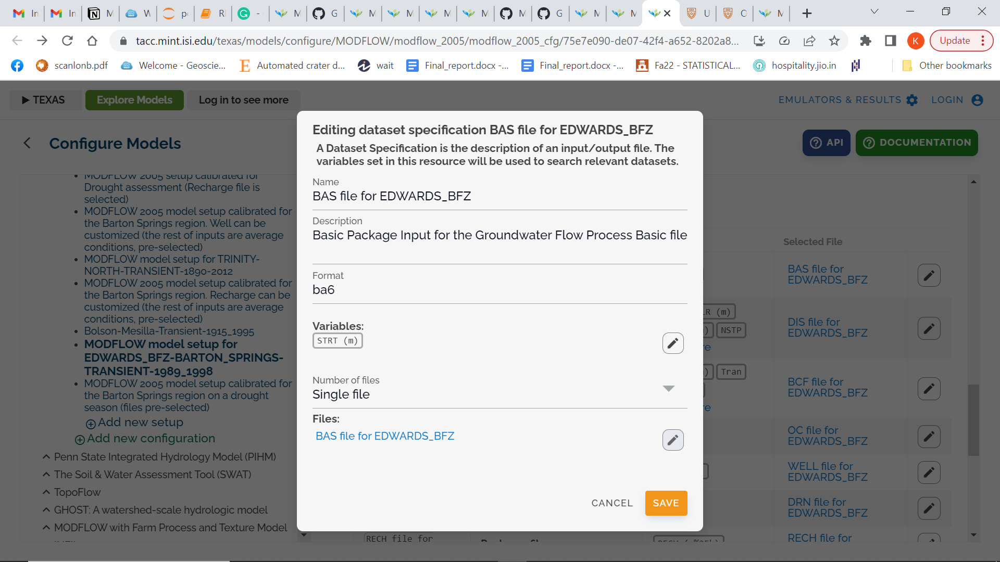 In
In
M
W
po
RI
-
M
G
M
M
M
M
M
G
M
M
U
C
M
tacc.mint.isi.edu/texas/models/configure/MODFLOW/modflow_2005/modflow_2005_cfg/75e7e090-de07-42f4-a652-8202a8...
K
Update
scanlonb.pdf
Welcome - Geoscie...
Automated crater d...
wait
Final_report.docx -...
Final_report.docx -...
Fa22 - STATISTICAL...
hospitality.jio.in
Other bookmarks
▶ TEXAS
Explore Models
Log in to see more
EMULATORS & RESULTS
LOGIN
Configure Models
API
DOCUMENTATION
MODFLOW 2005 setup calibrated for
Drought assessment (Recharge file is
selected)
MODFLOW 2005 model setup calibrated for
the Barton Springs region. Well can be
customized (the rest of inputs are average
conditions, pre-selected)
MODFLOW model setup for TRINITY-
NORTH-TRANSIENT-1890-2012
MODFLOW 2005 model setup calibrated for
the Barton Springs region. Recharge can be
customized (the rest of inputs are average
conditions, pre-selected)
Bolson-Mesilla-Transient-1915_1995
MODFLOW model setup for
EDWARDS_BFZ-BARTON_SPRINGS-
TRANSIENT-1989_1998
MODFLOW 2005 model setup calibrated for
the Barton Springs region on a drought
season (files pre-selected)
Add new setup
Add new configuration
Penn State Integrated Hydrology Model (PIHM)
The Soil & Water Assessment Tool (SWAT)
TopoFlow
GHOST: A watershed-scale hydrologic model
MODFLOW with Farm Process and Texture Model
Editing dataset specification BAS file for EDWARDS_BFZ
A Dataset Specification is the description of an input/output file. The
variables set in this resource will be used to search relevant datasets.
Name
BAS file for EDWARDS_BFZ
Description
Basic Package Input for the Groundwater Flow Process Basic file
Format
ba6
Variables:
STRT (m)
Number of files
Single file
Files:
BAS file for EDWARDS_BFZ
CANCEL
SAVE
Selected File
BAS file for
EDWARDS_BFZ
LR (m)
) NSTP
re
DIS file for
EDWARDS_BFZ
) Tran
re
BCF file for
EDWARDS_BFZ
OC file for
EDWARDS_BFZ
WELL file for
EDWARDS_BFZ
DRN file for
EDWARDS_BFZ
RECH file for
RECH file for